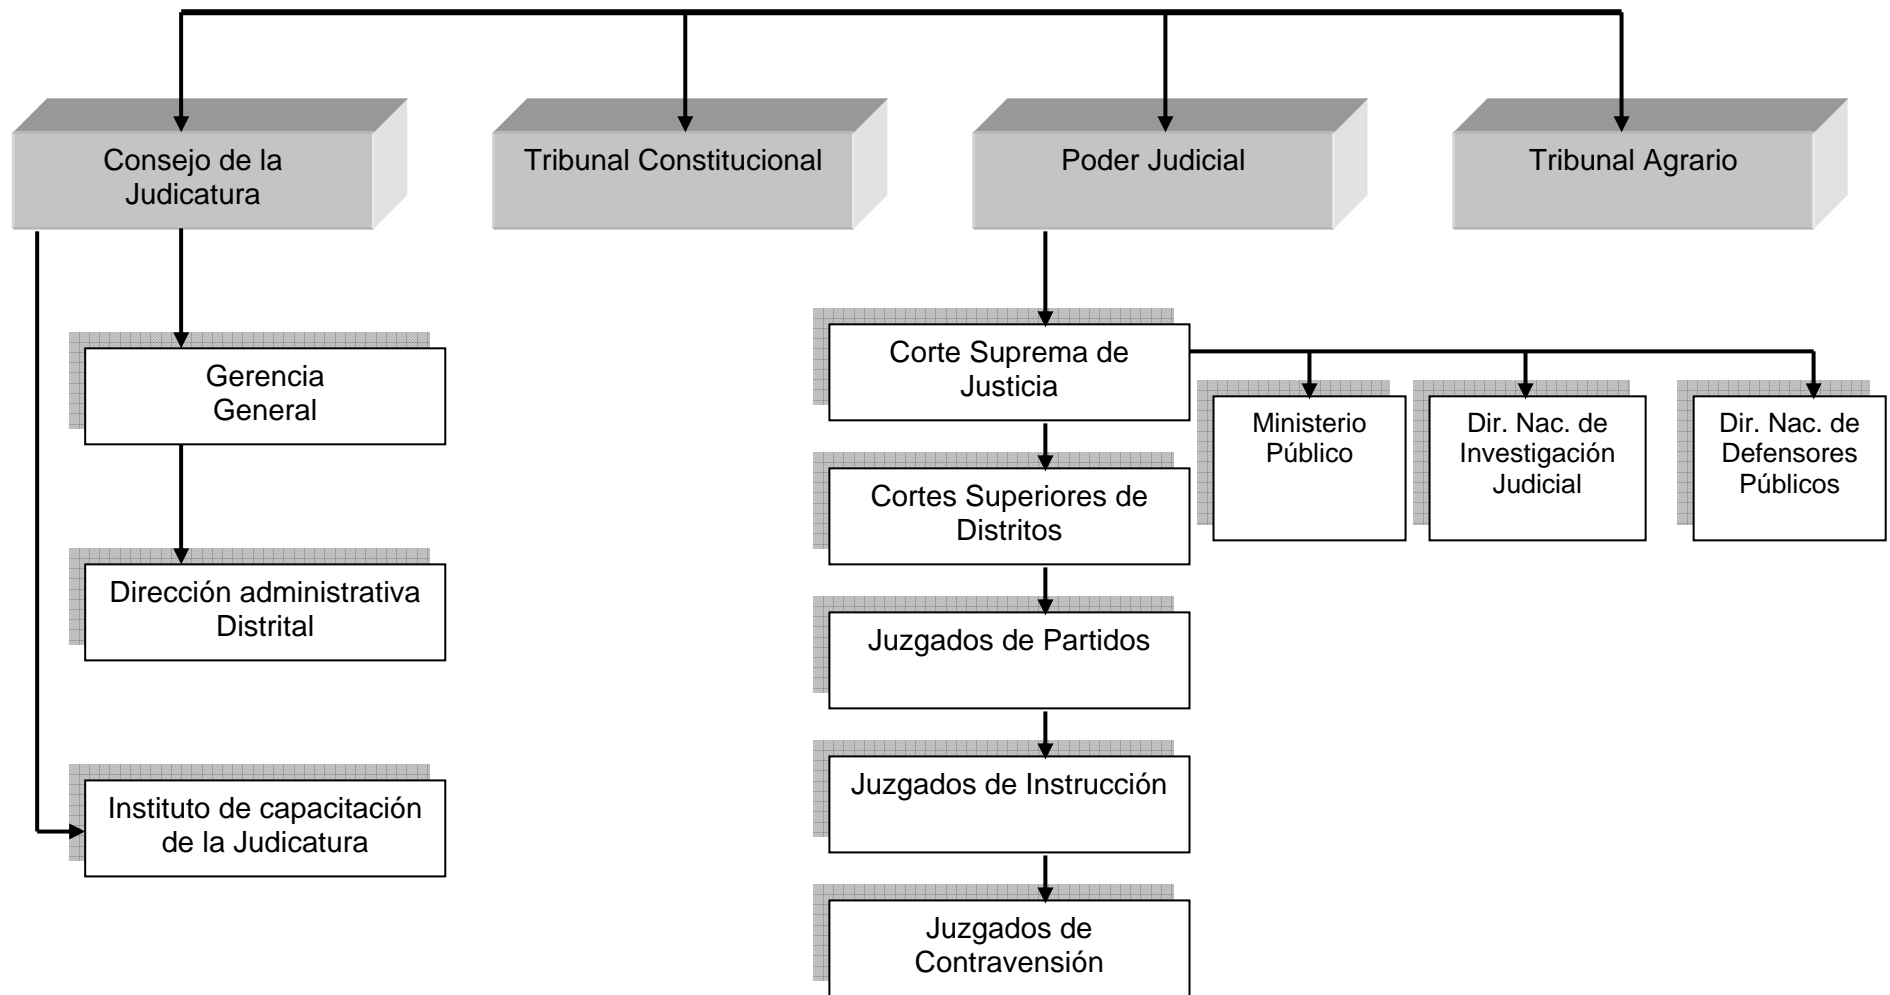 Consejo de la
Judicatura
Tribunal Constitucional
Poder Judicial
Tribunal Agrario
Gerencia
General
Dirección administrativa
Distrital
Instituto de capacitación
de la Judicatura
Corte Suprema de
Justicia
Ministerio
Público
Dir. Nac. de
Investigación
Judicial
Dir. Nac. de
Defensores
Públicos
Cortes Superiores de
Distritos
Juzgados de Partidos
Juzgados de Instrucción
Juzgados de
Contravensión